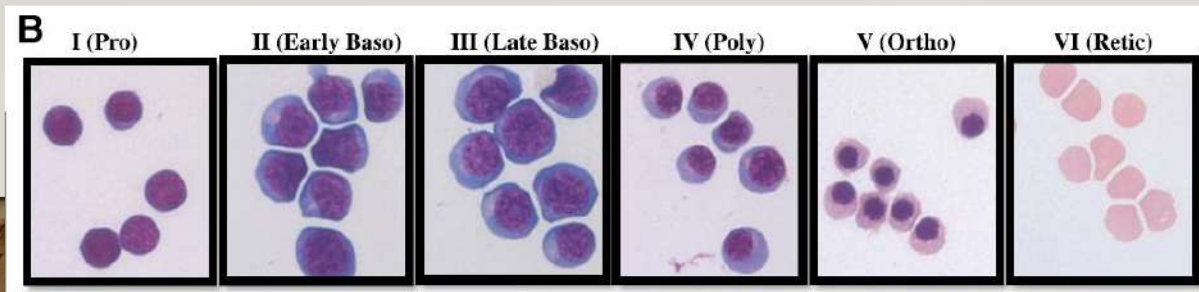 B
I (Pro) II (Early Baso) III (Late Baso) IV (Poly) V (Ortho) VI (Retic)